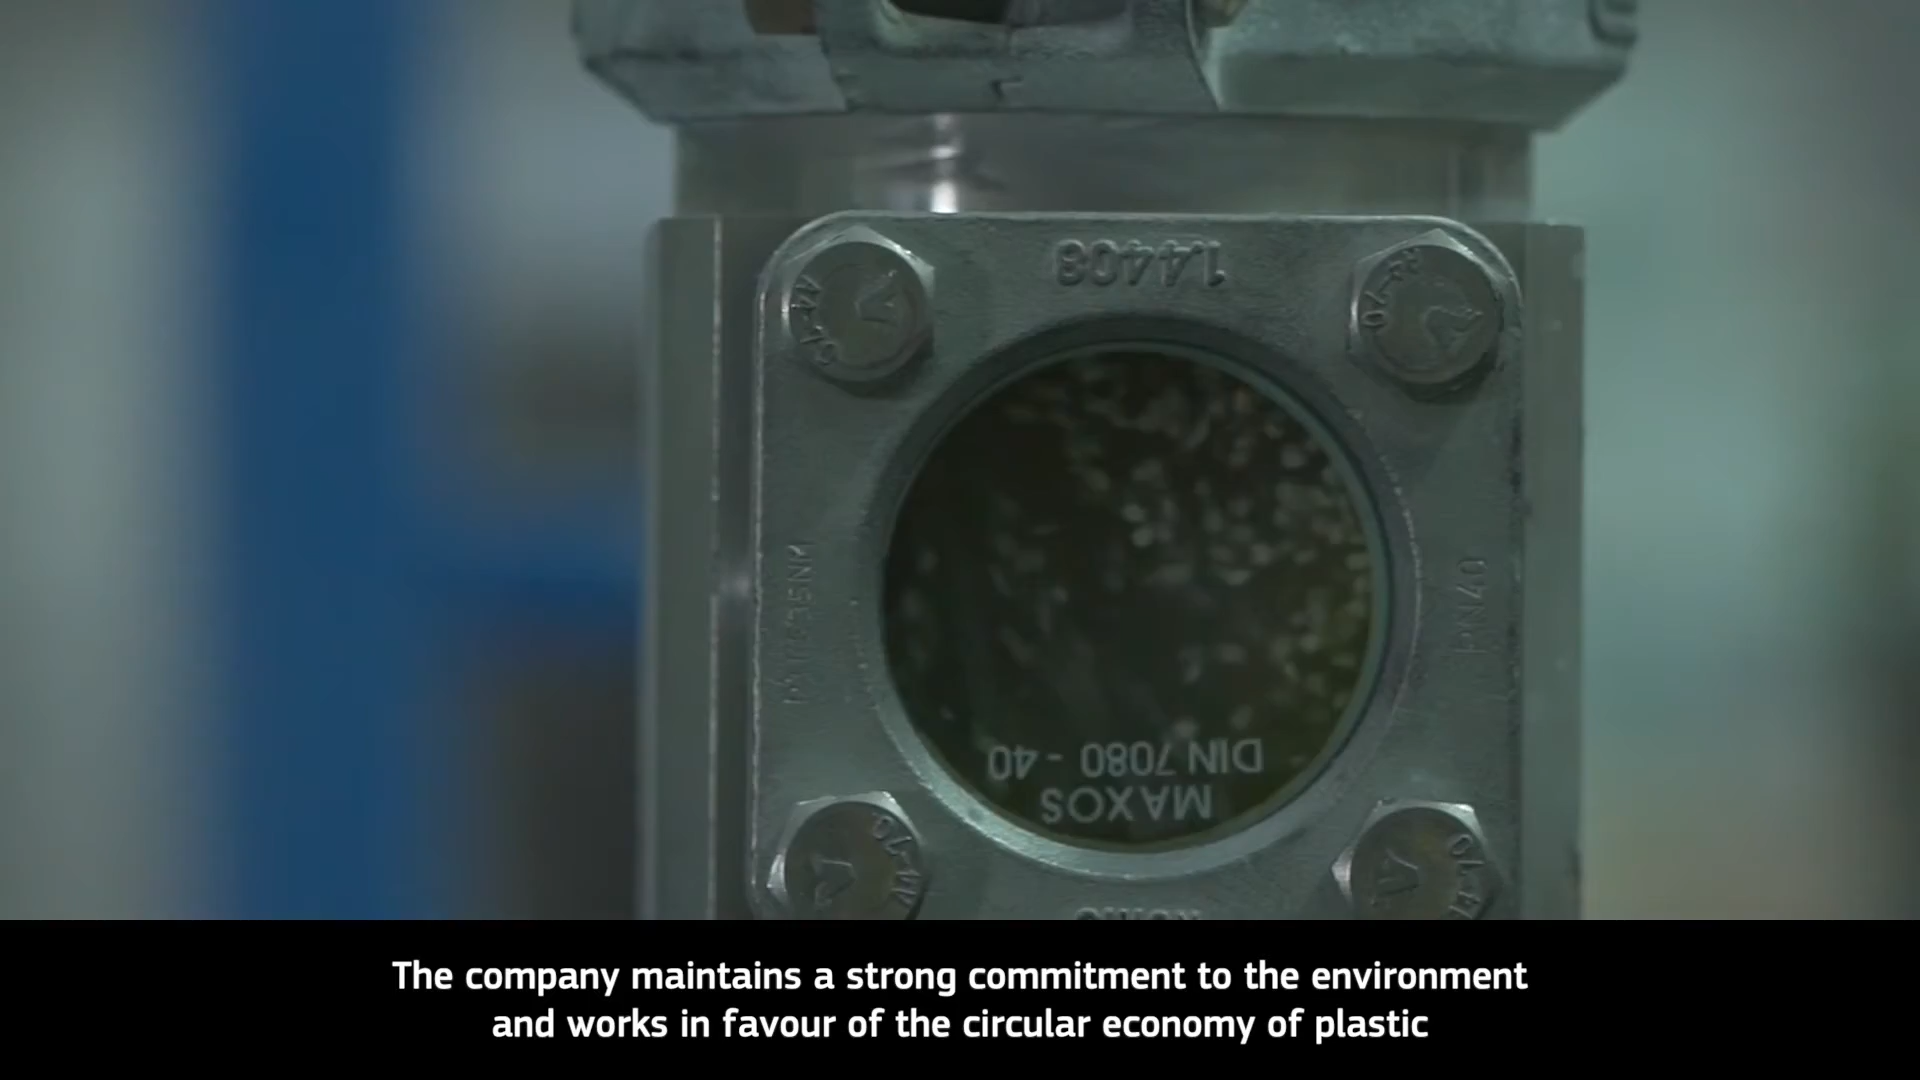 1.4408
PN40
DIN 7080 - 40
MAXOS
The company maintains a strong commitment to the environment
and works in favour of the circular economy of plastic